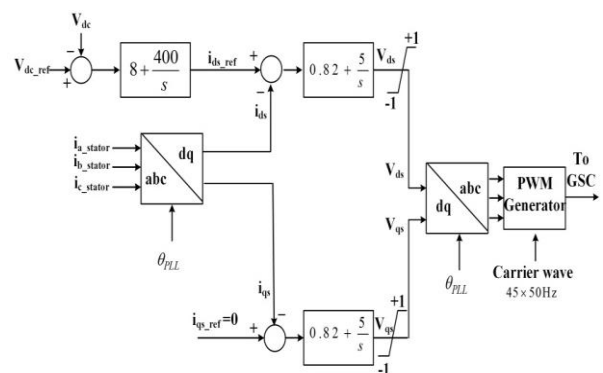 V_dc
V_dc_ref
−
+
8 + 400/s
i_ds_ref
+
−
i_ds
0.82 + 5/s
V_ds
+1
-1
i_a_stator
i_b_stator
i_c_stator
dq
abc
θ_PLL
V_ds
V_qs
abc
dq
θ_PLL
PWM
Generator
To
GSC
Carrier wave
45 × 50Hz
i_qs
i_qs_ref=0
+
−
0.82 + 5/s
V_qs
+1
-1